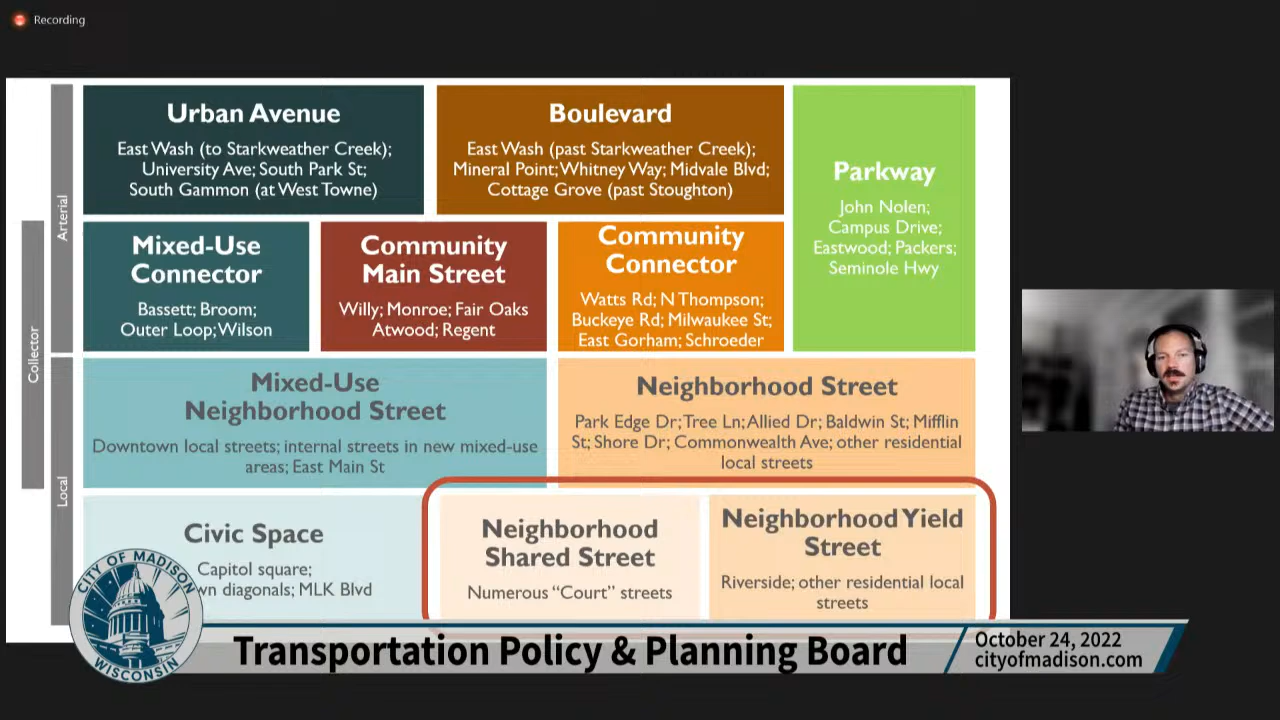 Recording
Arterial
Collector
Local
Urban Avenue
East Wash (to Starkweather Creek);
University Ave; South Park St;
South Gammon (at West Towne)
Boulevard
East Wash (past Starkweather Creek);
Mineral Point; Whitney Way; Midvale Blvd;
Cottage Grove (past Stoughton)
Parkway
John Nolen;
Campus Drive;
Eastwood; Packers;
Seminole Hwy
Mixed-Use
Connector
Bassett; Broom;
Outer Loop; Wilson
Community
Main Street
Willy; Monroe; Fair Oaks
Atwood; Regent
Community
Connector
Watts Rd; N Thompson;
Buckeye Rd; Milwaukee St;
East Gorham; Schroeder
Mixed-Use
Neighborhood Street
Downtown local streets; internal streets in new mixed-use
areas; East Main St
Neighborhood Street
Park Edge Dr; Tree Ln; Allied Dr; Baldwin St; Mifflin
St; Shore Dr; Commonwealth Ave; other residential
local streets
Civic Space
Capitol square;
diagonals; MLK Blvd
Neighborhood
Shared Street
Numerous “Court” streets
Neighborhood Yield
Street
Riverside; other residential local
streets
CITY OF MADISON
WISCONSIN
Transportation Policy & Planning Board
October 24, 2022
cityofmadison.com